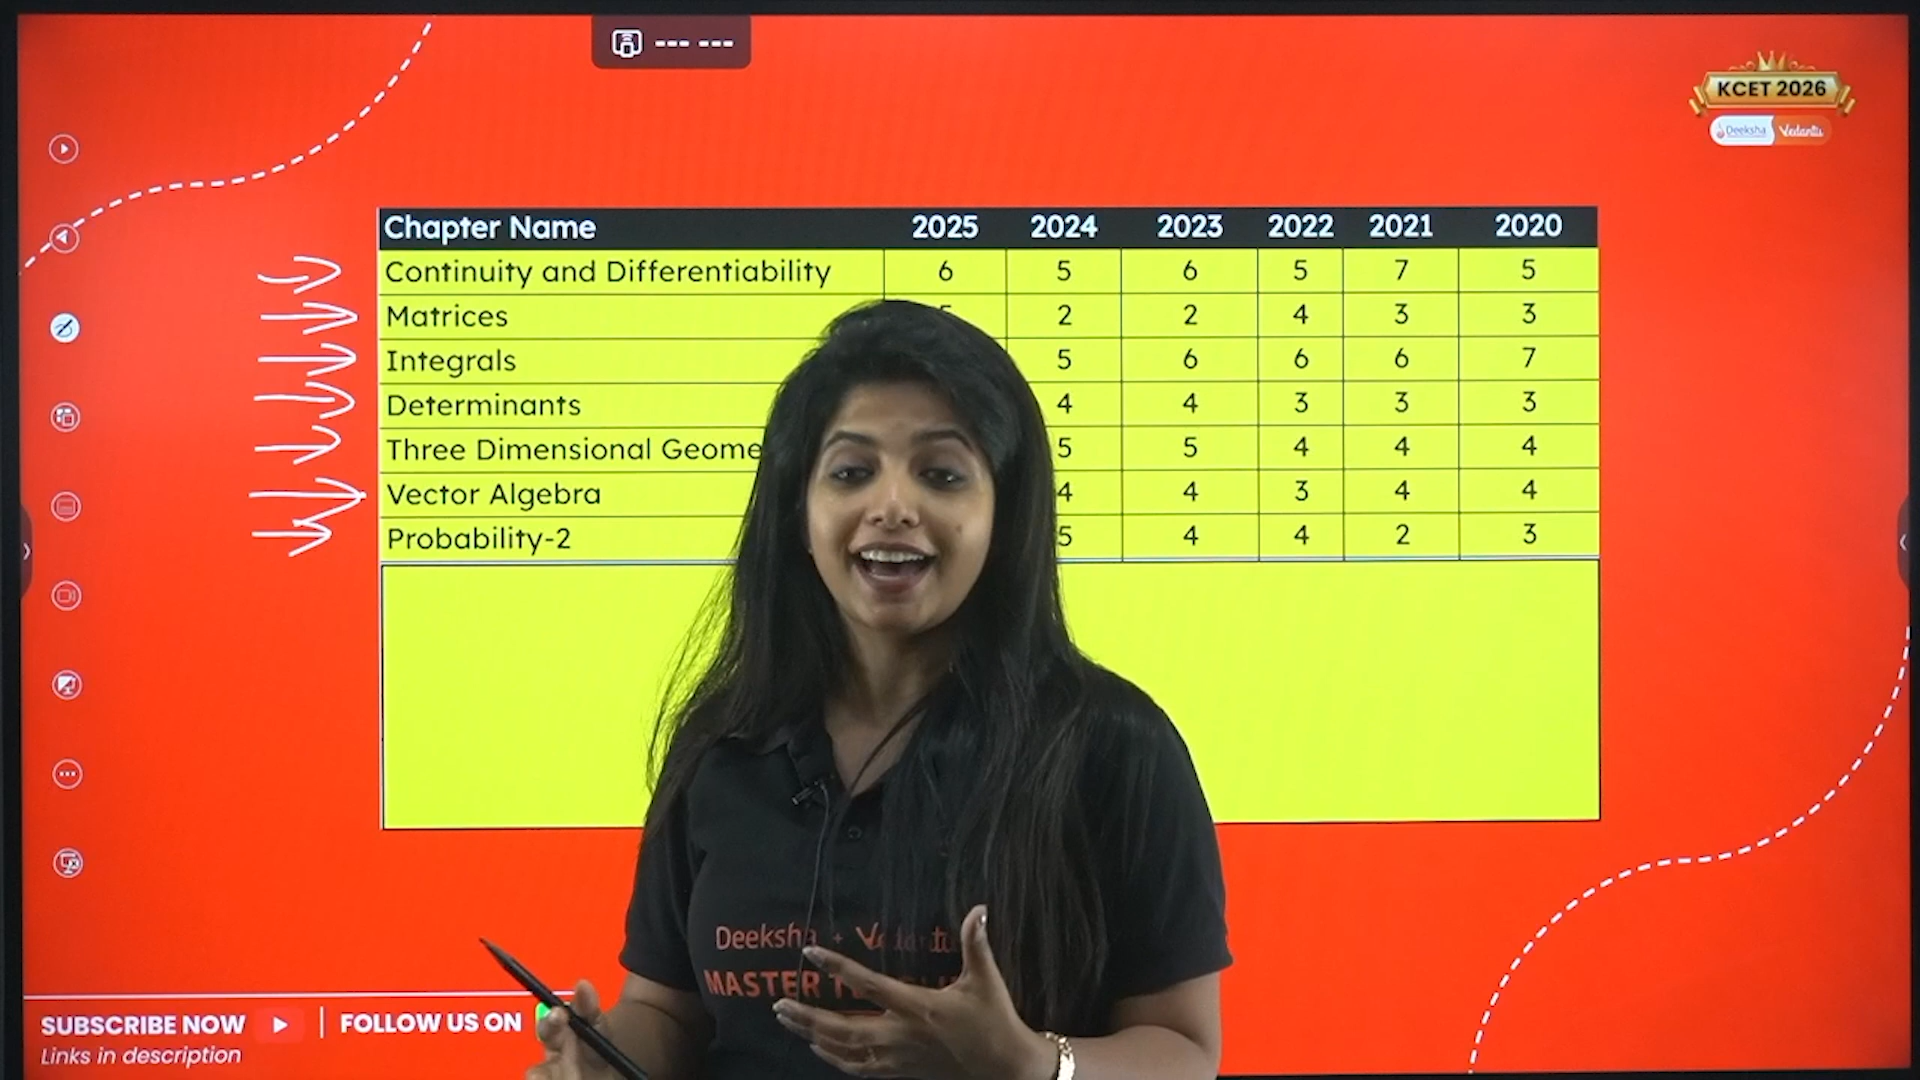 KCET 2026
Deeksha Vedantu
Chapter Name 2025 2024 2023 2022 2021 2020
Continuity and Differentiability 6 5 6 5 7 5
Matrices 2 2 4 3 3
Integrals 5 6 6 6 7
Determinants 4 4 3 3 3
Three Dimensional Geome 5 5 4 4 4
Vector Algebra 4 4 3 4 4
Probability-2 5 4 4 2 3
Deeksha + Vedantu
MASTER
SUBSCRIBE NOW | FOLLOW US ON
Links in description